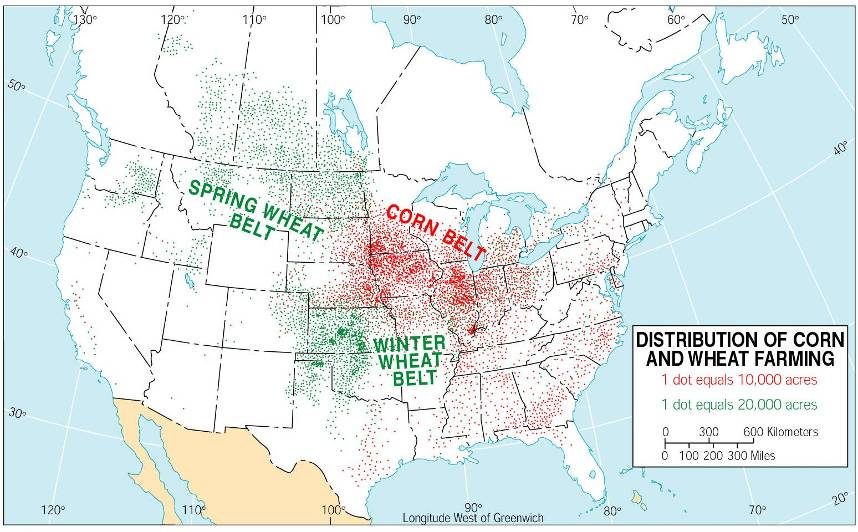 130° 120° 110° 100° 90° 80° 70° 60° 50°
50°
40°
SPRING WHEAT
BELT
CORN BELT
40°
WINTER
WHEAT
BELT
DISTRIBUTION OF CORN
AND WHEAT FARMING
1 dot equals 10,000 acres
1 dot equals 20,000 acres
0 300 600 Kilometers
0 100 200 300 Miles
30°
20°
120° 110° 100° 90° 80° 70°
Longitude West of Greenwich